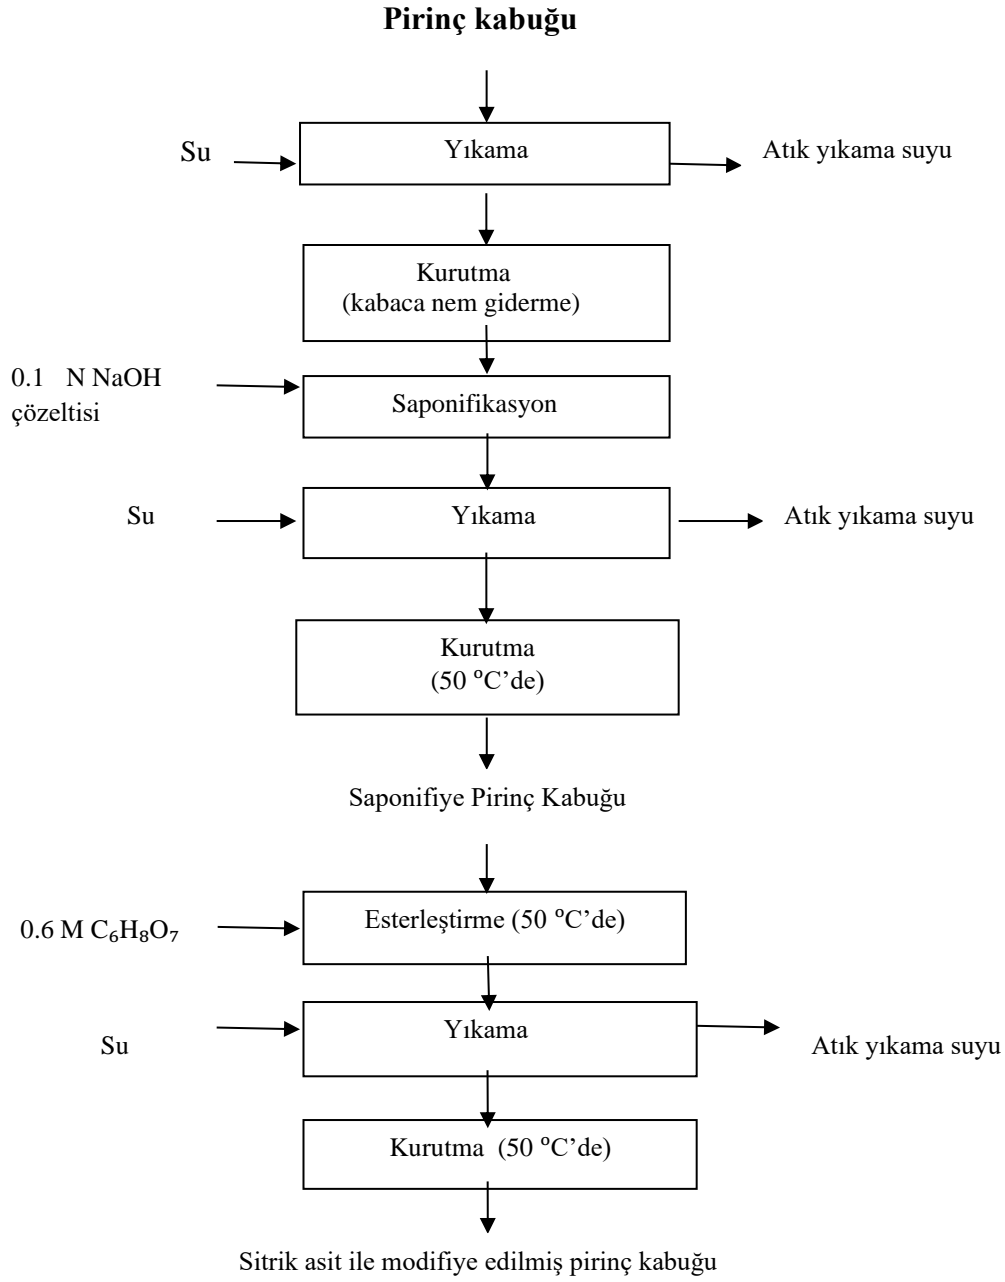 Pirinç kabuğu
Su
Yıkama
Atık yıkama suyu
Kurutma
(kabaca nem giderme)
0.1 N NaOH
çözeltisi
Saponifikasyon
Su
Yıkama
Atık yıkama suyu
Kurutma
(50 ºC’de)
Saponifiye Pirinç Kabuğu
0.6 M C₆H₈O₇
Esterleştirme (50 ºC’de)
Su
Yıkama
Atık yıkama suyu
Kurutma (50 ºC’de)
Sitrik asit ile modifiye edilmiş pirinç kabuğu